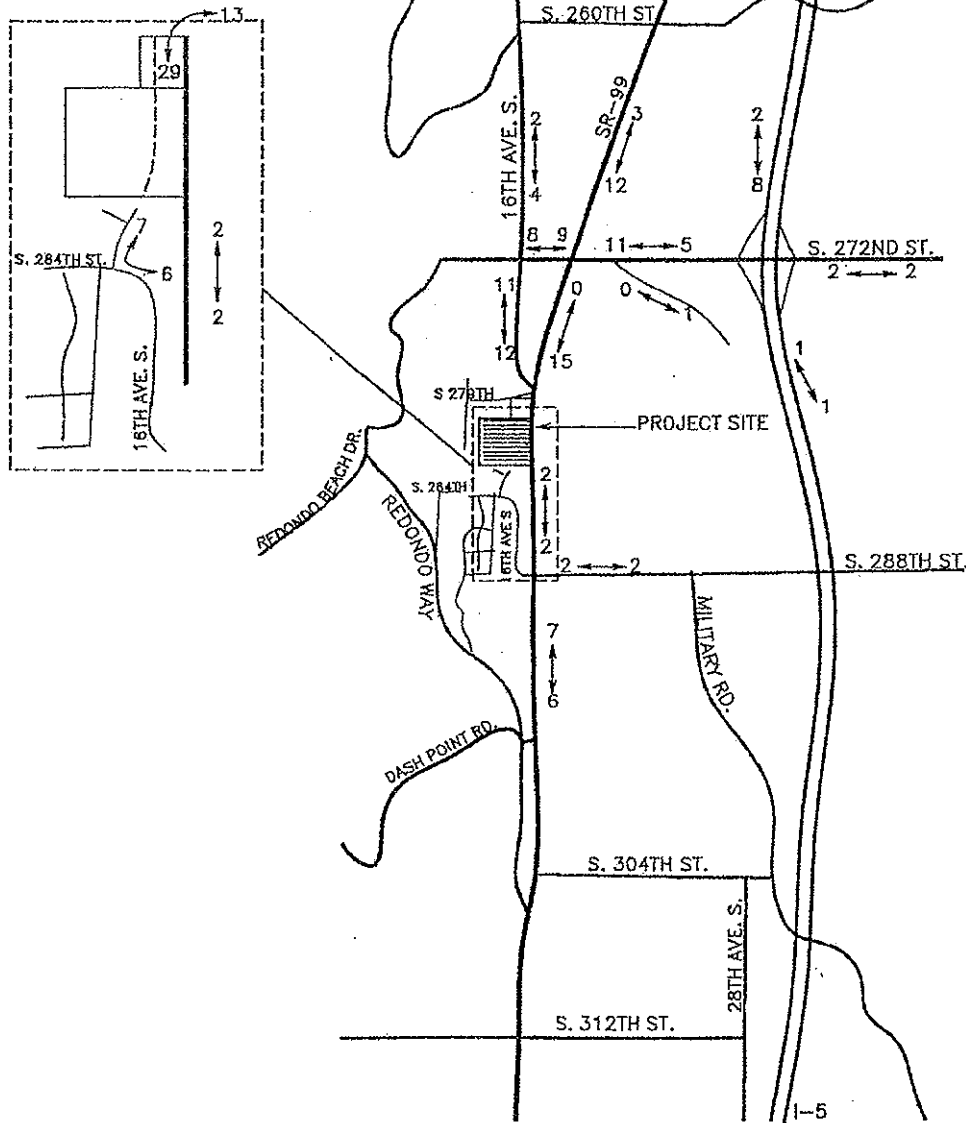 13
29
2
2
7
6
S. 284TH ST.
16TH AVE. S.
S. 260TH ST
16TH AVE. S.
SR-99
2
4
3
12
2
8
8 9
11 5
S. 272ND ST.
2 2
11
12
0
15
0
1
1
1
S 279TH
PROJECT SITE
REDONDO BEACH DR.
REDONDO WAY
S. 284TH
16TH AVE S
2
2
2 2
S. 288TH ST.
MILITARY RD.
7
6
DASH POINT RD.
S. 304TH ST.
28TH AVE. S.
S. 312TH ST.
I-5